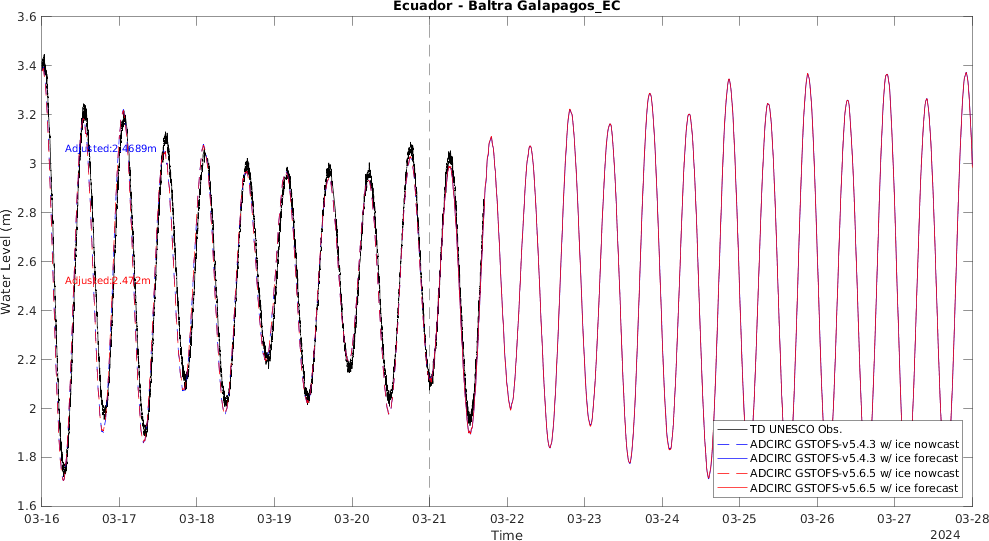 Ecuador - Baltra Galapagos_EC
3.6
3.4
3.2
3
2.8
2.6
2.4
2.2
2
1.8
1.6
Water Level (m)
Adjusted:2.4689m
Adjusted:2.472m
TD UNESCO Obs.
ADCIRC GSTOFS-v5.4.3 w/ ice nowcast
ADCIRC GSTOFS-v5.4.3 w/ ice forecast
ADCIRC GSTOFS-v5.6.5 w/ ice nowcast
ADCIRC GSTOFS-v5.6.5 w/ ice forecast
03-16 03-17 03-18 03-19 03-20 03-21 03-22 03-23 03-24 03-25 03-26 03-27 03-28
Time
2024